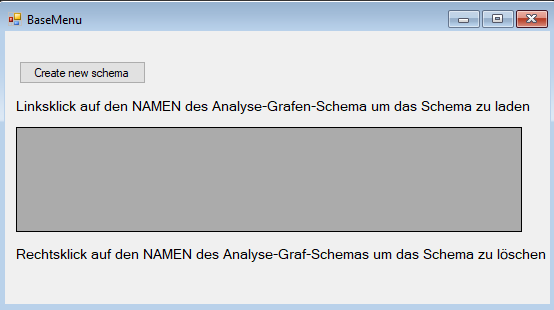 BaseMenu
Create new schema
Linksklick auf den NAMEN des Analyse-Grafen-Schema um das Schema zu laden
Rechtsklick auf den NAMEN des Analyse-Graf-Schemas um das Schema zu löschen